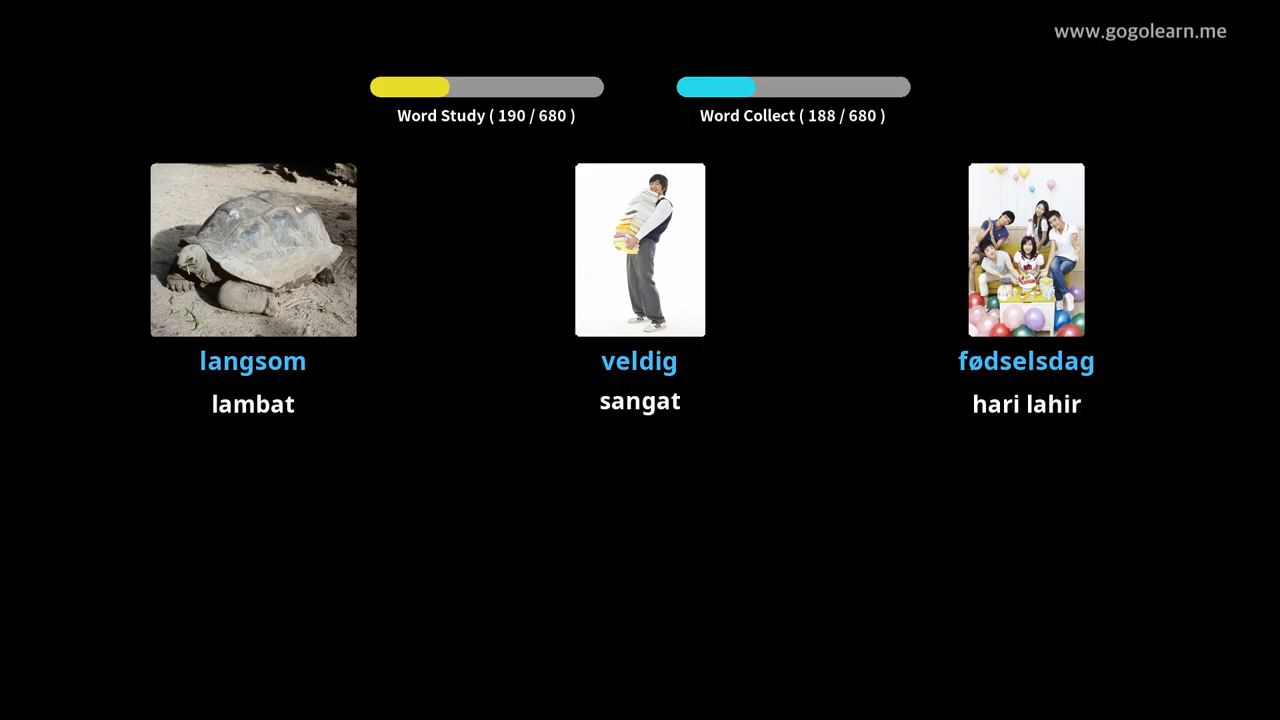 www.gogolearn.me
Word Study ( 190 / 680 )
Word Collect ( 188 / 680 )
langsom
lambat
veldig
sangat
fødselsdag
hari lahir